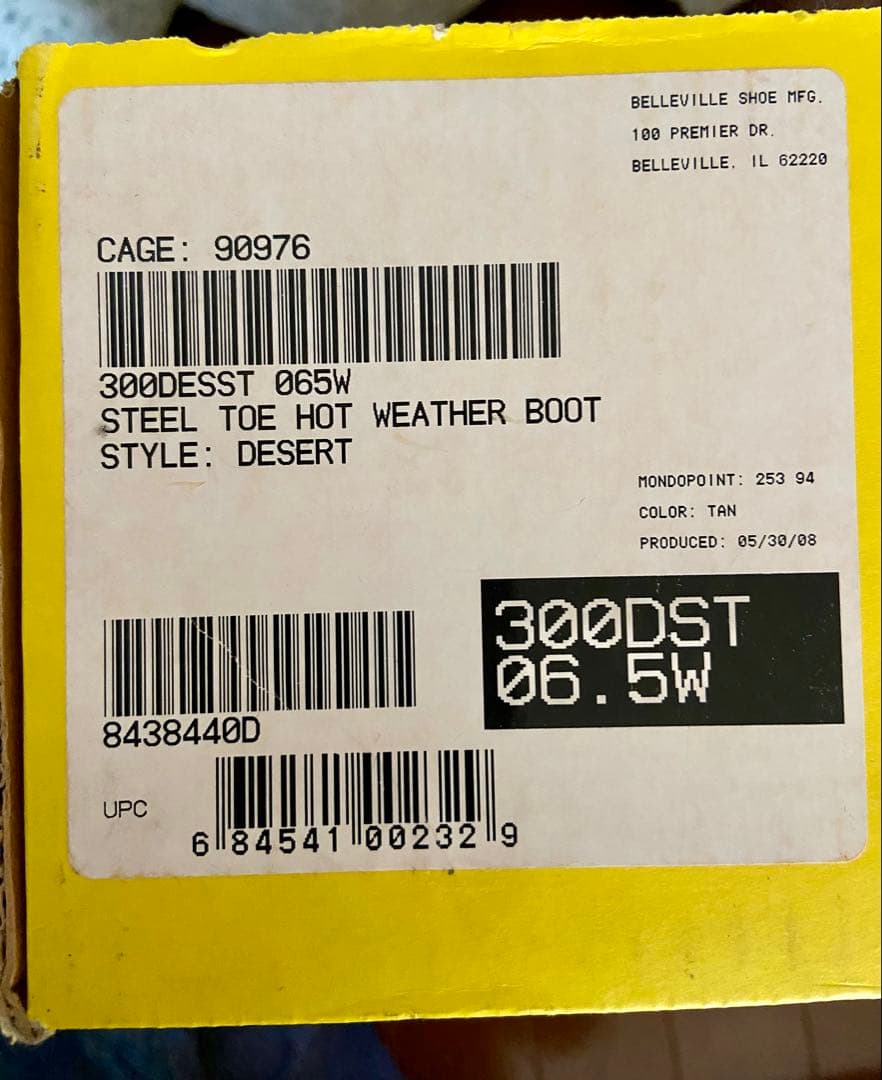 BELLEVILLE SHOE MFG.
100 PREMIER DR.
BELLEVILLE, IL 62220
CAGE: 90976
300DESST 065W
STEEL TOE HOT WEATHER BOOT
STYLE: DESERT
MONDOPOINT: 253 94
COLOR: TAN
PRODUCED: 05/30/08
300DST
06.5W
8438440D
UPC
6 84541 00232 9